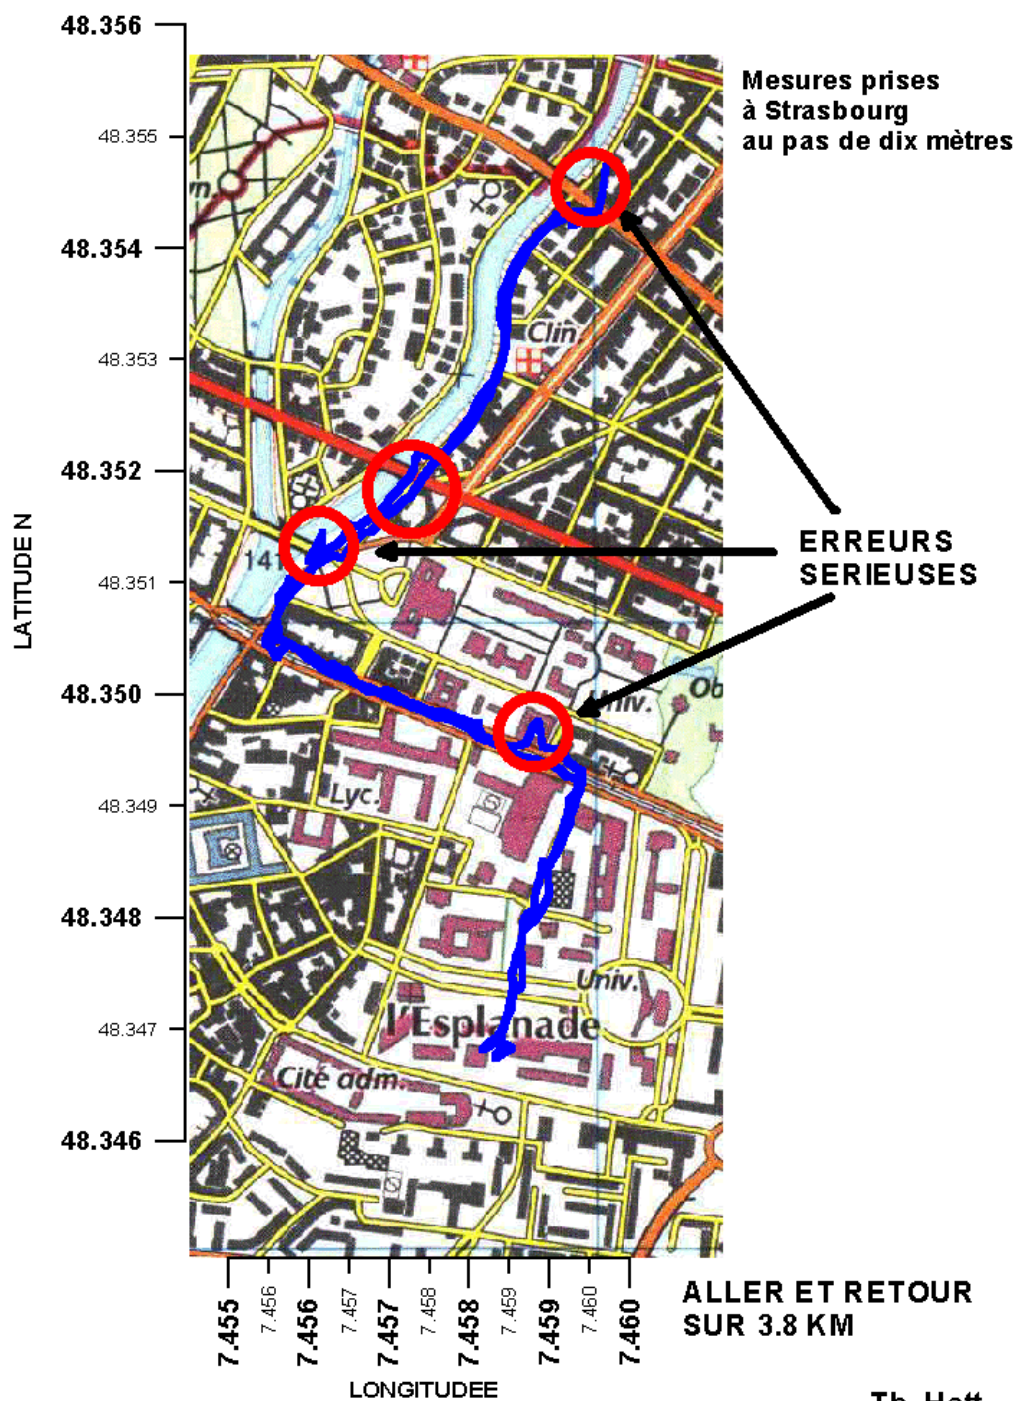 48.356
Mesures prises
à Strasbourg
au pas de dix mètres
48.355
n.
48.354
Clin.
48.353
48.352
ERREURS
SERIEUSES
141
48.351
LATITUDE N
48.350
Univ.
Ob
Lyc.
48.349
48.348
Univ.
l'Esplanade
48.347
Cité adm.
48.346
S
S
7.455
7.456
7.456
7.457
7.457
7.458
7.458
7.459
7.459
7.460
7.460
ALLER ET RETOUR
SUR 3.8 KM
LONGITUDEE